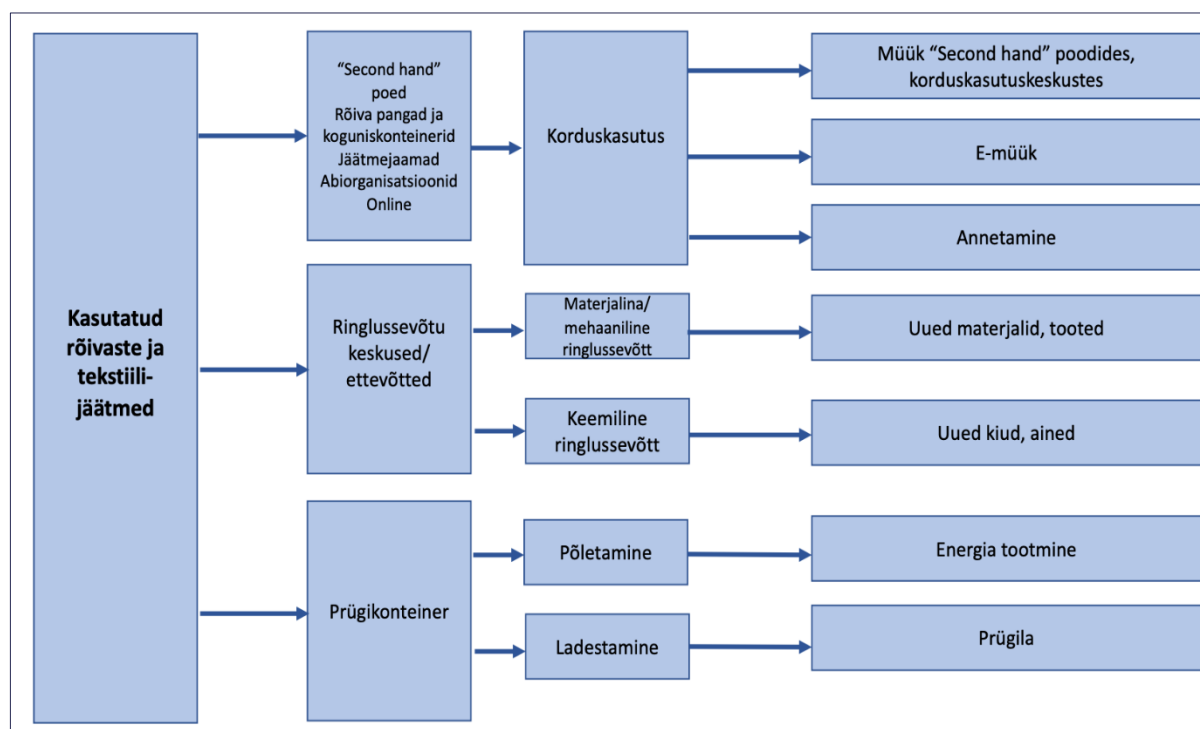 Kasutatud
rõivaste ja
tekstiili-
jäätmed
“Second hand”
poed
Rõiva pangad ja
koguniskonteinerid
Jäätmejaamad
Abiorganisatsioonid
Online
Korduskasutus
Müük “Second hand” poodides,
korduskasutuskeskustes
E-müük
Annetamine
Ringlussevõtu
keskused/
ettevõtted
Materjalina/
mehaaniline
ringlussevõtt
Uued materjalid, tooted
Keemiline
ringlussevõtt
Uued kiud, ained
Prügikonteiner
Põletamine
Energia tootmine
Ladestamine
Prügila